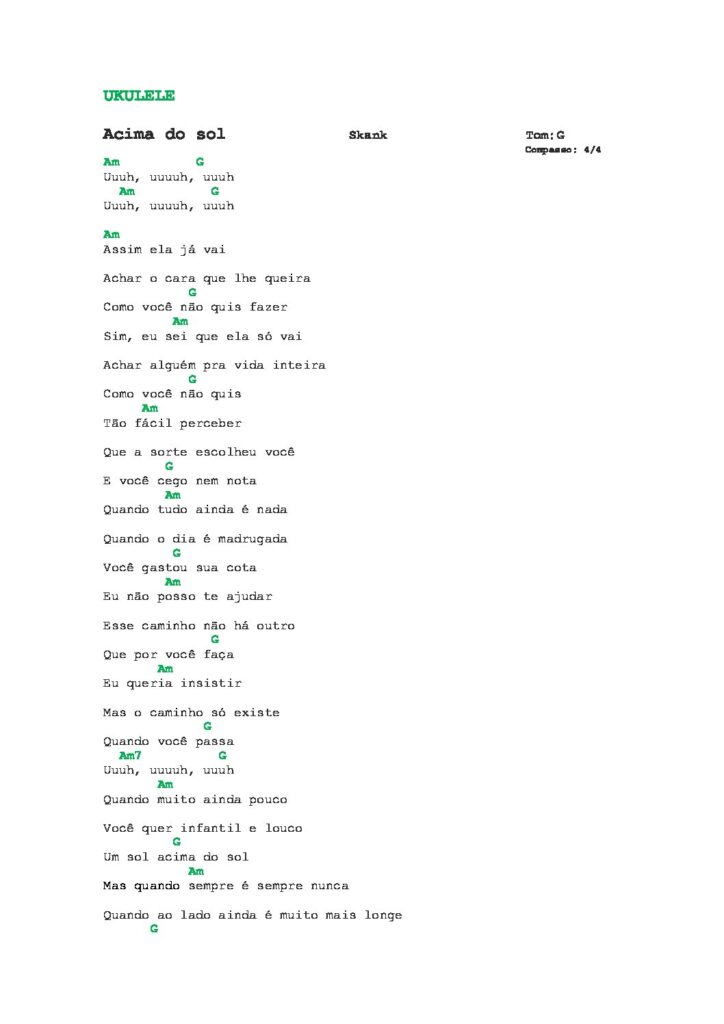 UKULELE
Acima do sol Skank Tom:G
Compasso: 4/4
Am G
Uuuh, uuuuh, uuuh
Am G
Uuuh, uuuuh, uuuh
Am
Assim ela já vai
Achar o cara que lhe queira
G
Como você não quis fazer
Am
Sim, eu sei que ela só vai
Achar alguém pra vida inteira
G
Como você não quis
Am
Tão fácil perceber
Que a sorte escolheu você
G
E você cego nem nota
Am
Quando tudo ainda é nada
Quando o dia é madrugada
G
Você gastou sua cota
Am
Eu não posso te ajudar
Esse caminho não há outro
G
Que por você faça
Am
Eu queria insistir
Mas o caminho só existe
G
Quando você passa
Am7 G
Uuuh, uuuuh, uuuh
Am
Quando muito ainda pouco
Você quer infantil e louco
G
Um sol acima do sol
Am
Mas quando sempre é sempre nunca
Quando ao lado ainda é muito mais longe
G